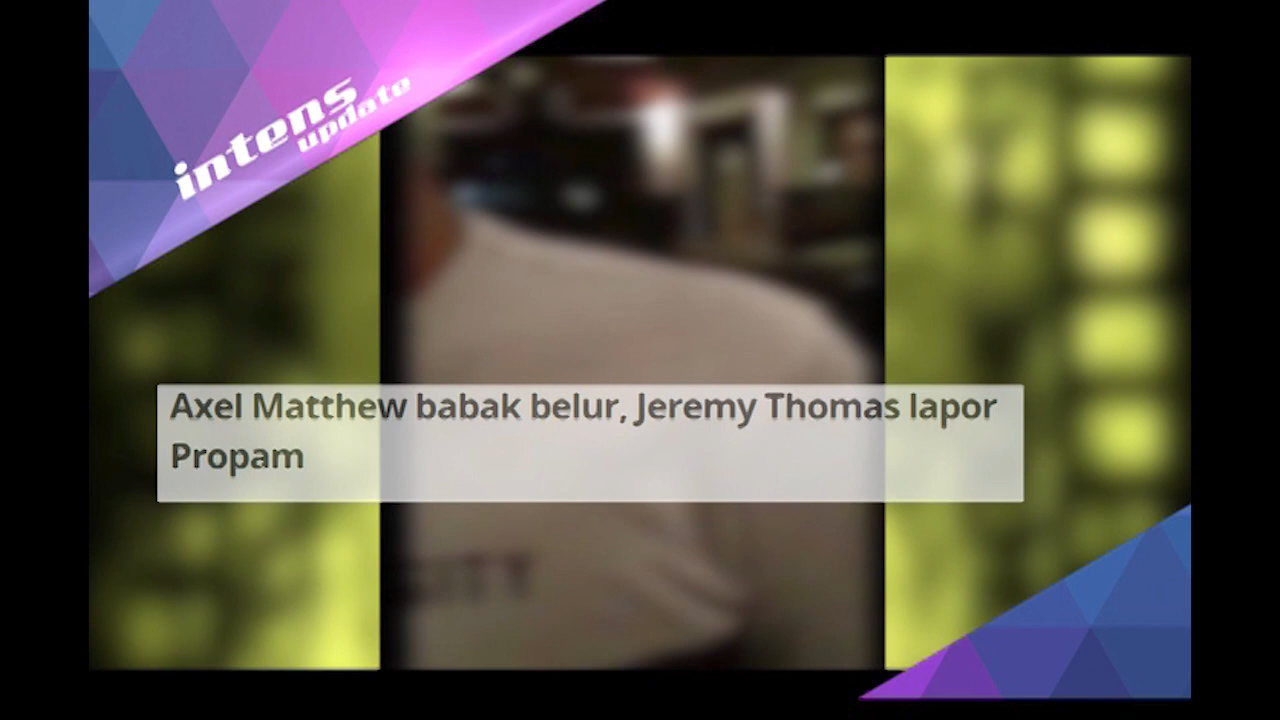 intens
update
Axel Matthew babak belur, Jeremy Thomas lapor
Propam